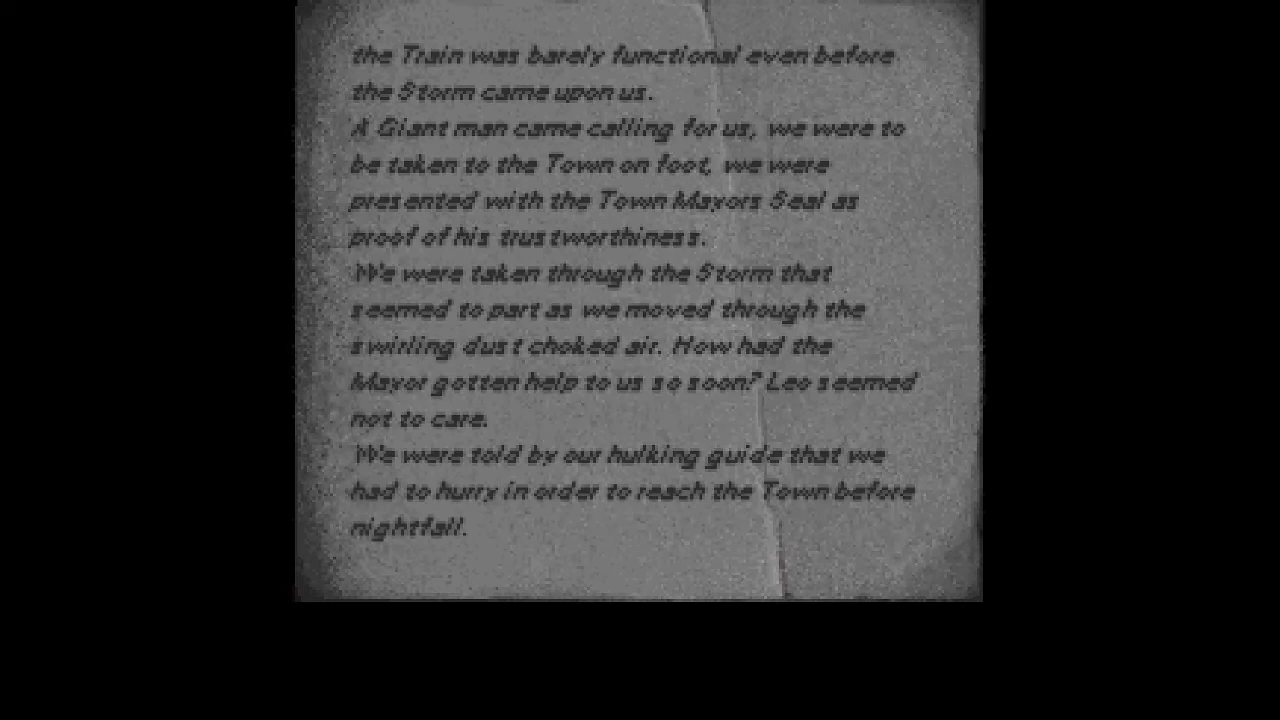 the Train was barely functional even before
the Storm came upon us.
A Giant man came calling for us, we were to
be taken to the Town on foot, we were
presented with the Town Mayors Seal as
proof of his trustworthiness.
We were taken through the Storm that
seemed to part as we moved through the
swirling dust choked air. How had the
Mayor gotten help to us so soon? Leo seemed
not to care.
We were told by our hulking guide that we
had to hurry in order to reach the Town before
nightfall.